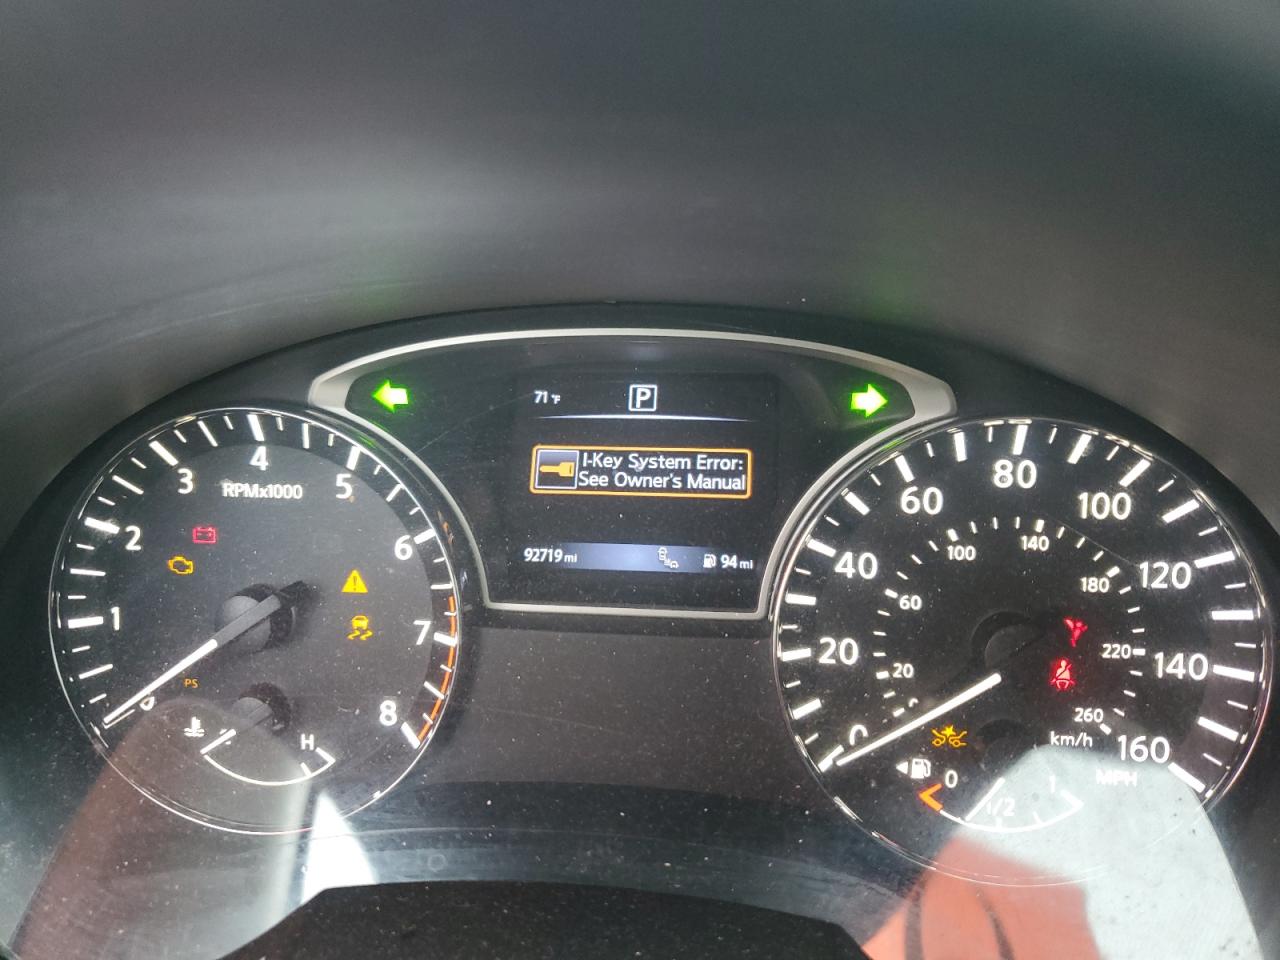 71 °F
P
I-Key System Error:
See Owner's Manual
92719 mi
94 mi
0
1
2
3
4
5
6
7
8
RPMx1000
PS
H
0
20
40
60
80
100
120
140
160
MPH
20
60
100
140
180
220
260
km/h
0
1/2
1